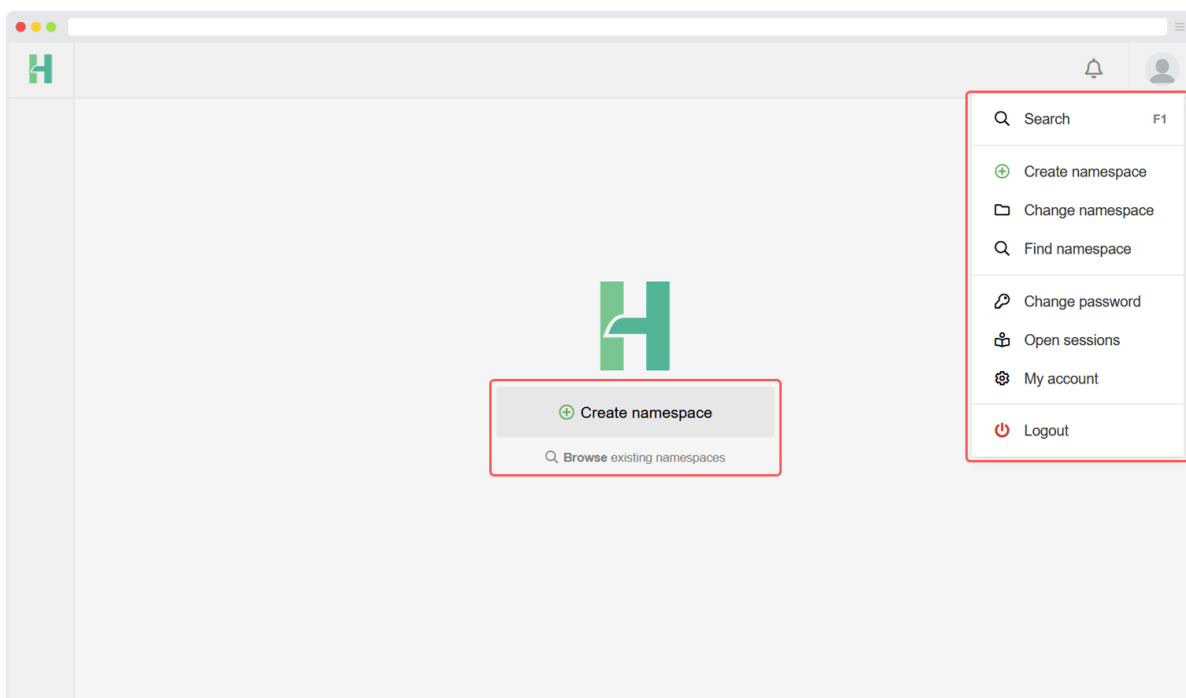 Search F1
Create namespace
Change namespace
Find namespace
Change password
Open sessions
My account
Logout
Create namespace
Browse existing namespaces